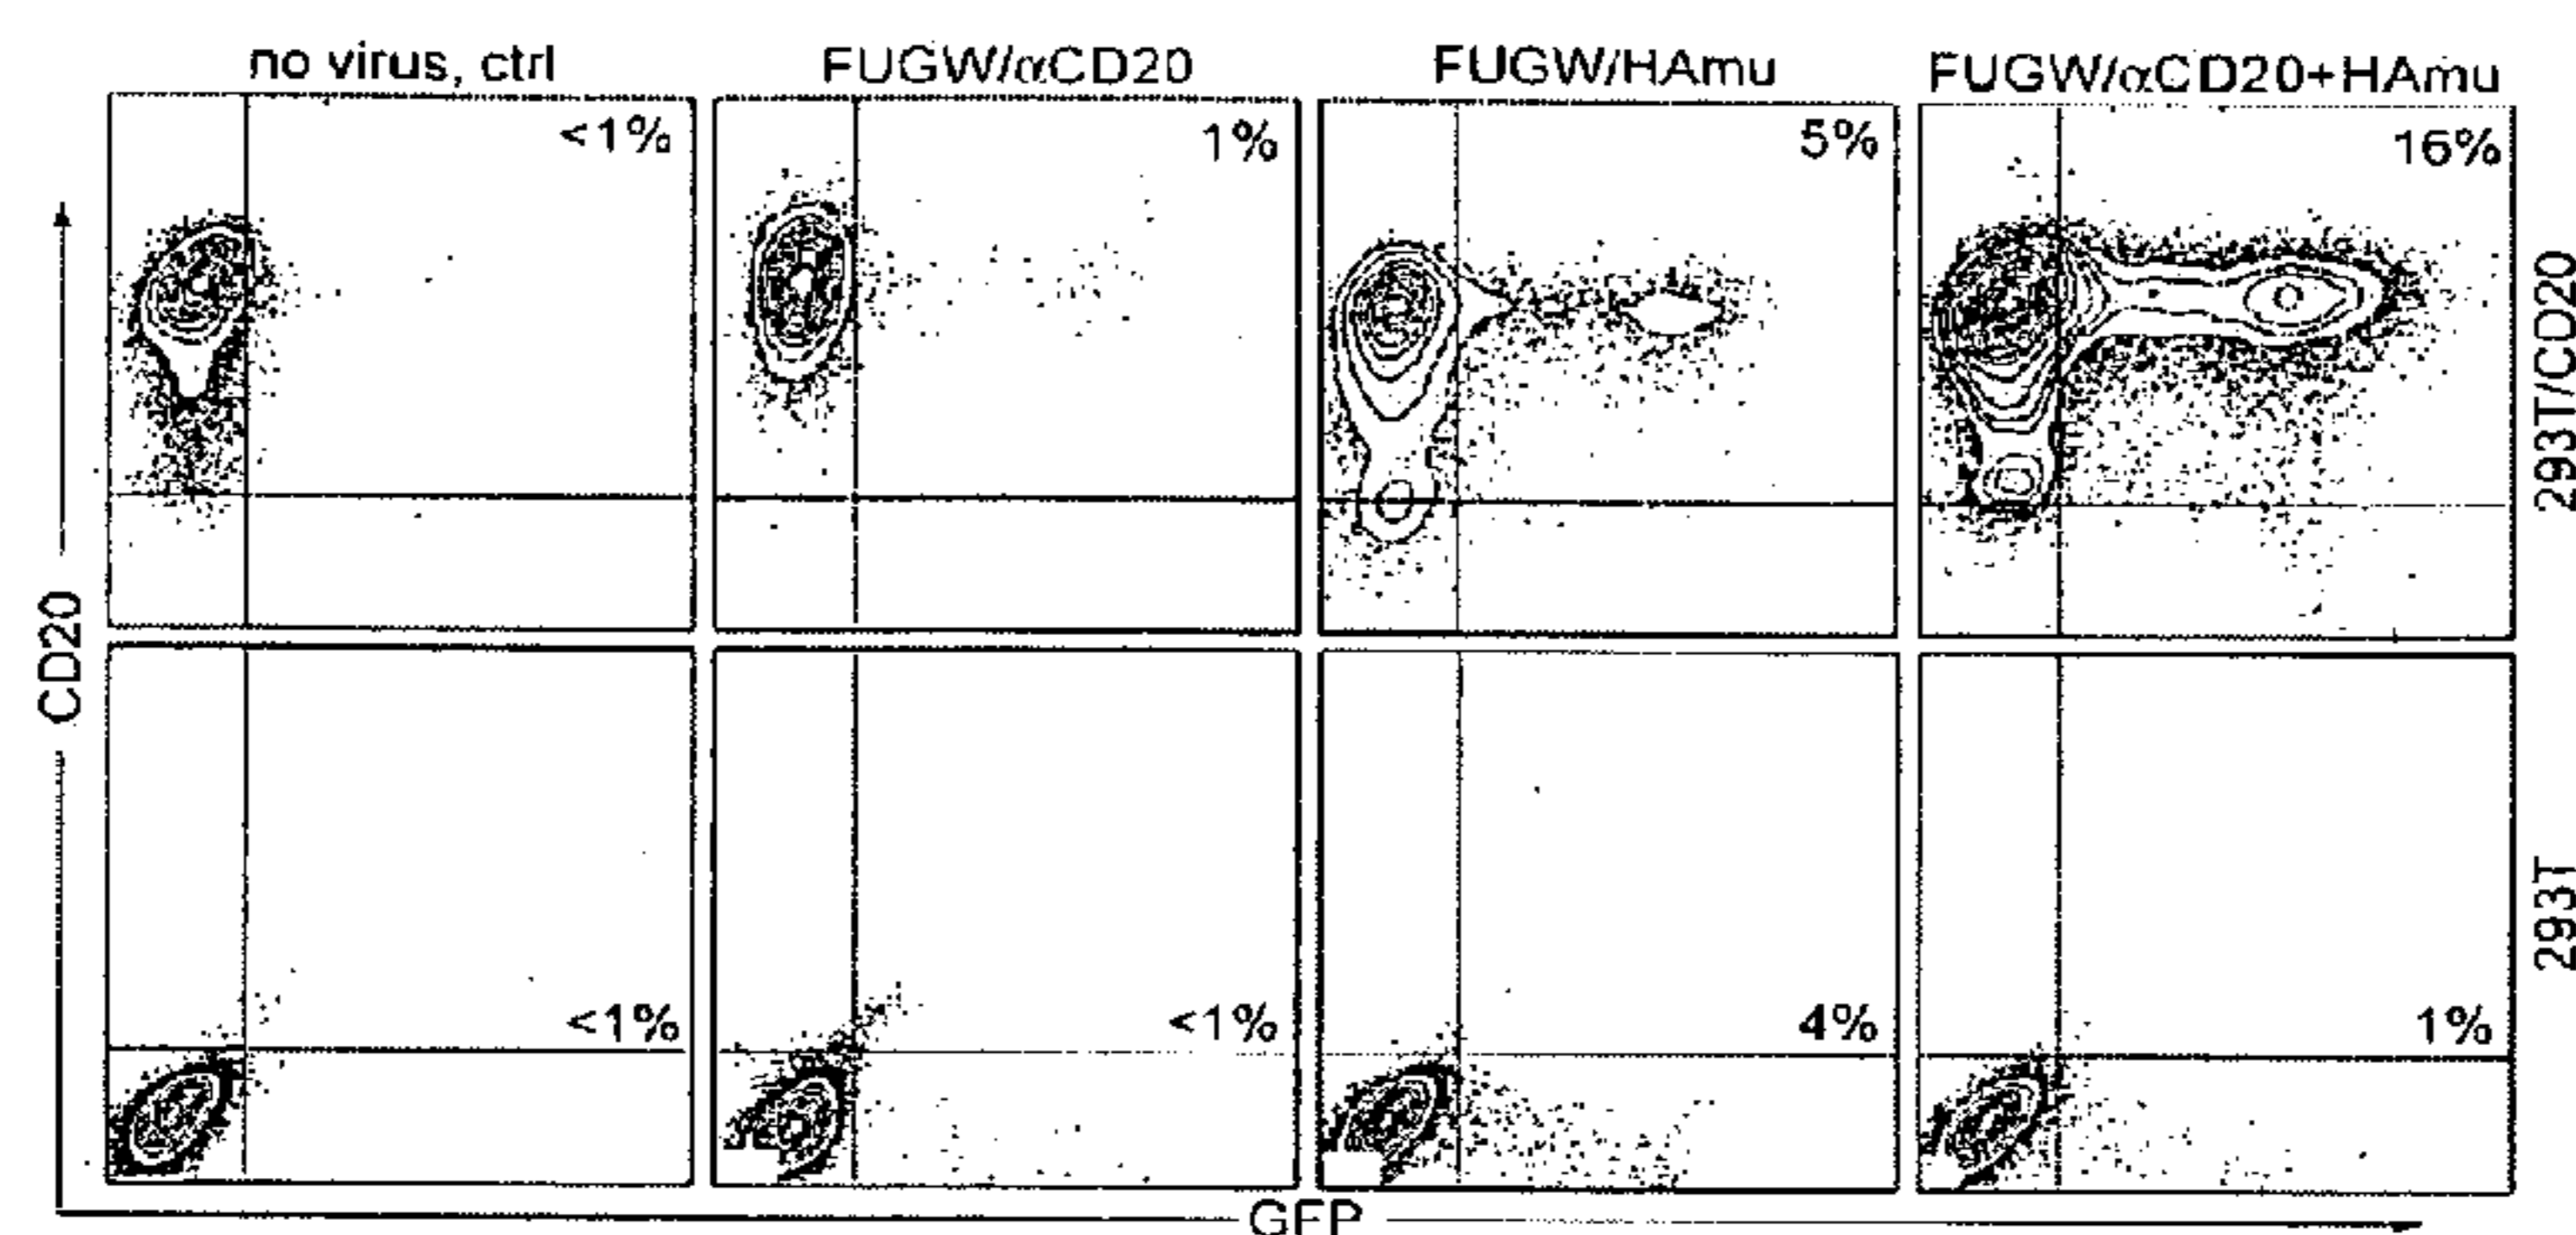 no virus, ctrl
FUGW/αCD20
FUGW/HAmu
FUGW/αCD20+HAmu
<1%
1%
5%
16%
293T/CD20
CD20
<1%
<1%
4%
1%
293T
GFP